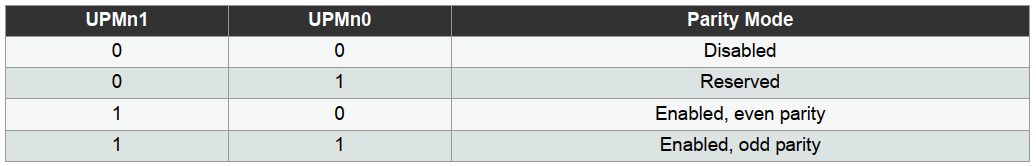 UPMn1 UPMn0 Parity Mode
0 0 Disabled
0 1 Reserved
1 0 Enabled, even parity
1 1 Enabled, odd parity